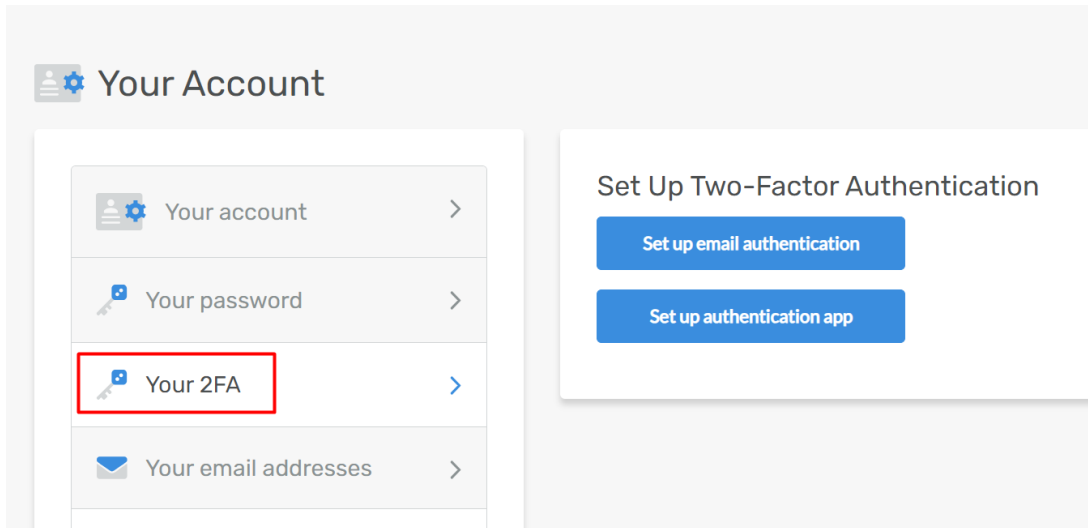 Your Account
Your account
Your password
Your 2FA
Your email addresses
Set Up Two-Factor Authentication
Set up email authentication
Set up authentication app